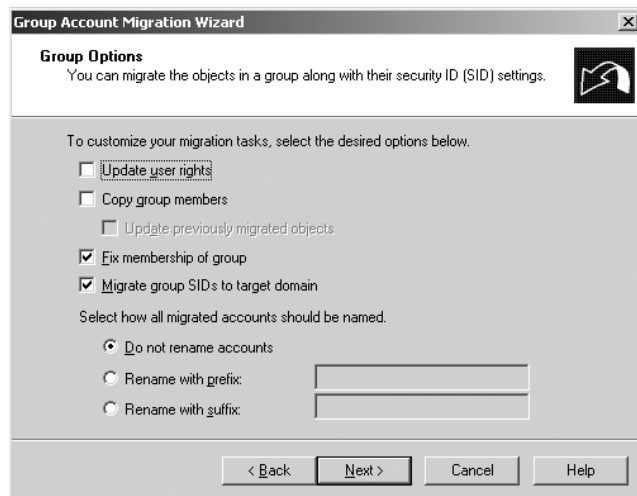 Group Account Migration Wizard
Group Options
You can migrate the objects in a group along with their security ID (SID) settings.
To customize your migration tasks, select the desired options below.
Update user rights
Copy group members
Update previously migrated objects
Fix membership of group
Migrate group SIDs to target domain
Select how all migrated accounts should be named.
Do not rename accounts
Rename with prefix:
Rename with suffix:
< Back Next > Cancel Help